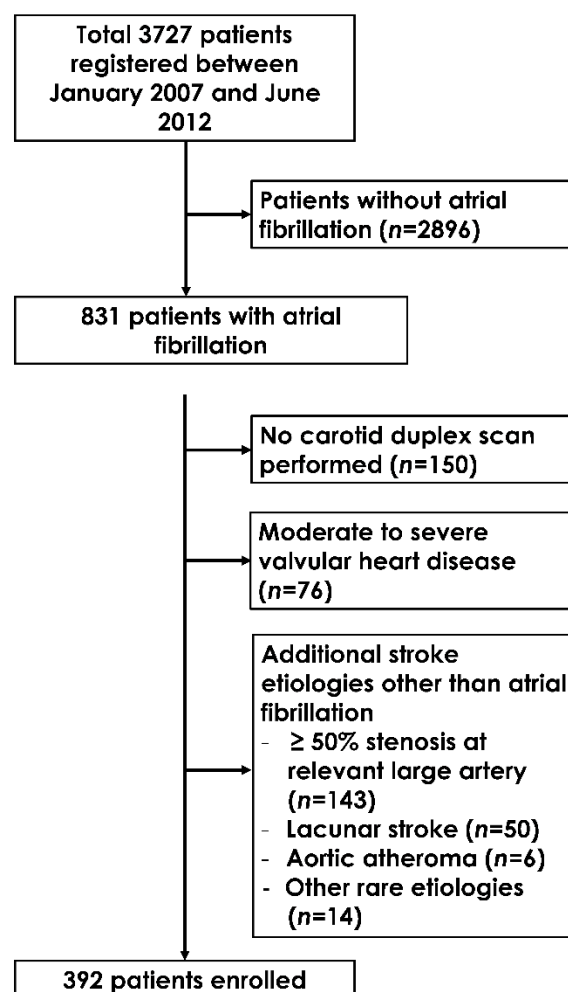 Total 3727 patients
registered between
January 2007 and June
2012
Patients without atrial
fibrillation (n=2896)
831 patients with atrial
fibrillation
No carotid duplex scan
performed (n=150)
Moderate to severe
valvular heart disease
(n=76)
Additional stroke
etiologies other than atrial
fibrillation
- ≥ 50% stenosis at
relevant large artery
(n=143)
- Lacunar stroke (n=50)
- Aortic atheroma (n=6)
- Other rare etiologies
(n=14)
392 patients enrolled